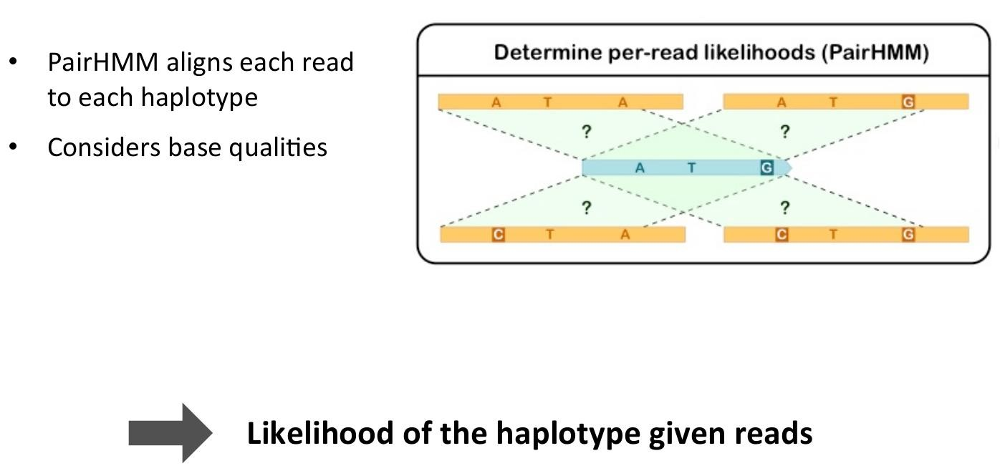 • PairHMM aligns each read
to each haplotype
• Considers base qualities
Determine per-read likelihoods (PairHMM)
A T A
A T G
? ?
A T G
? ?
C T A
C T G
Likelihood of the haplotype given reads